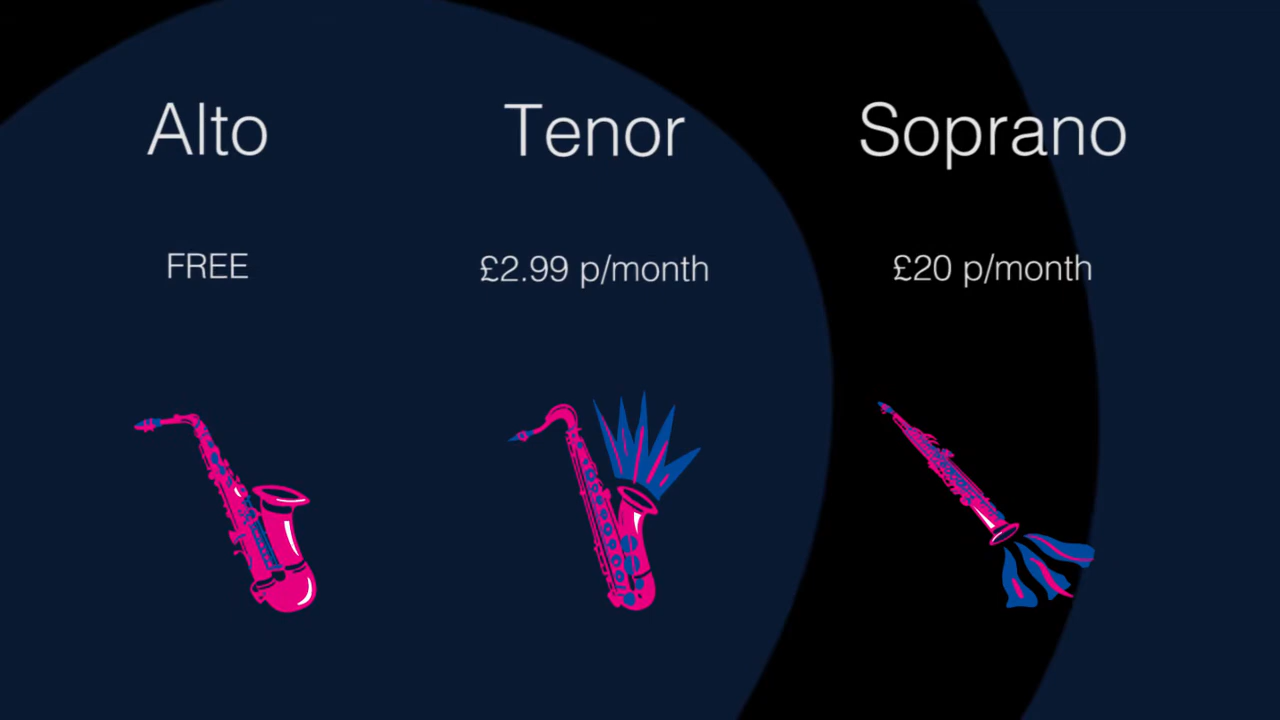 Alto
Tenor
Soprano
FREE
£2.99 p/month
£20 p/month